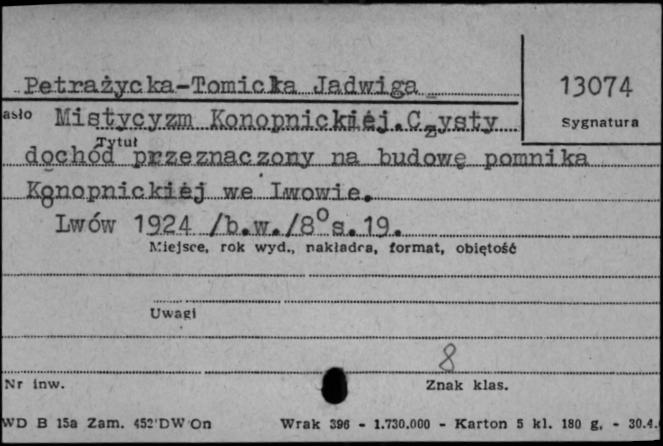 Petrażycka-Tomicka Jadwiga
13074
Sygnatura
asło Mistycyzm Konopnickiéj.Czysty
Tytuł
dochód przeznaczony na budowę pomnika
Konopnickiéj we Lwowie.
Lwów 1924 /b.w./8° s.19.
Miejsce, rok wyd., nakładca, format, objętość
Uwagi
8
Nr inw.
Znak klas.
WD B 15a Zam. 452 DW On Wrak 396 - 1.730.000 - Karton 5 kl. 180 g. - 30.4.